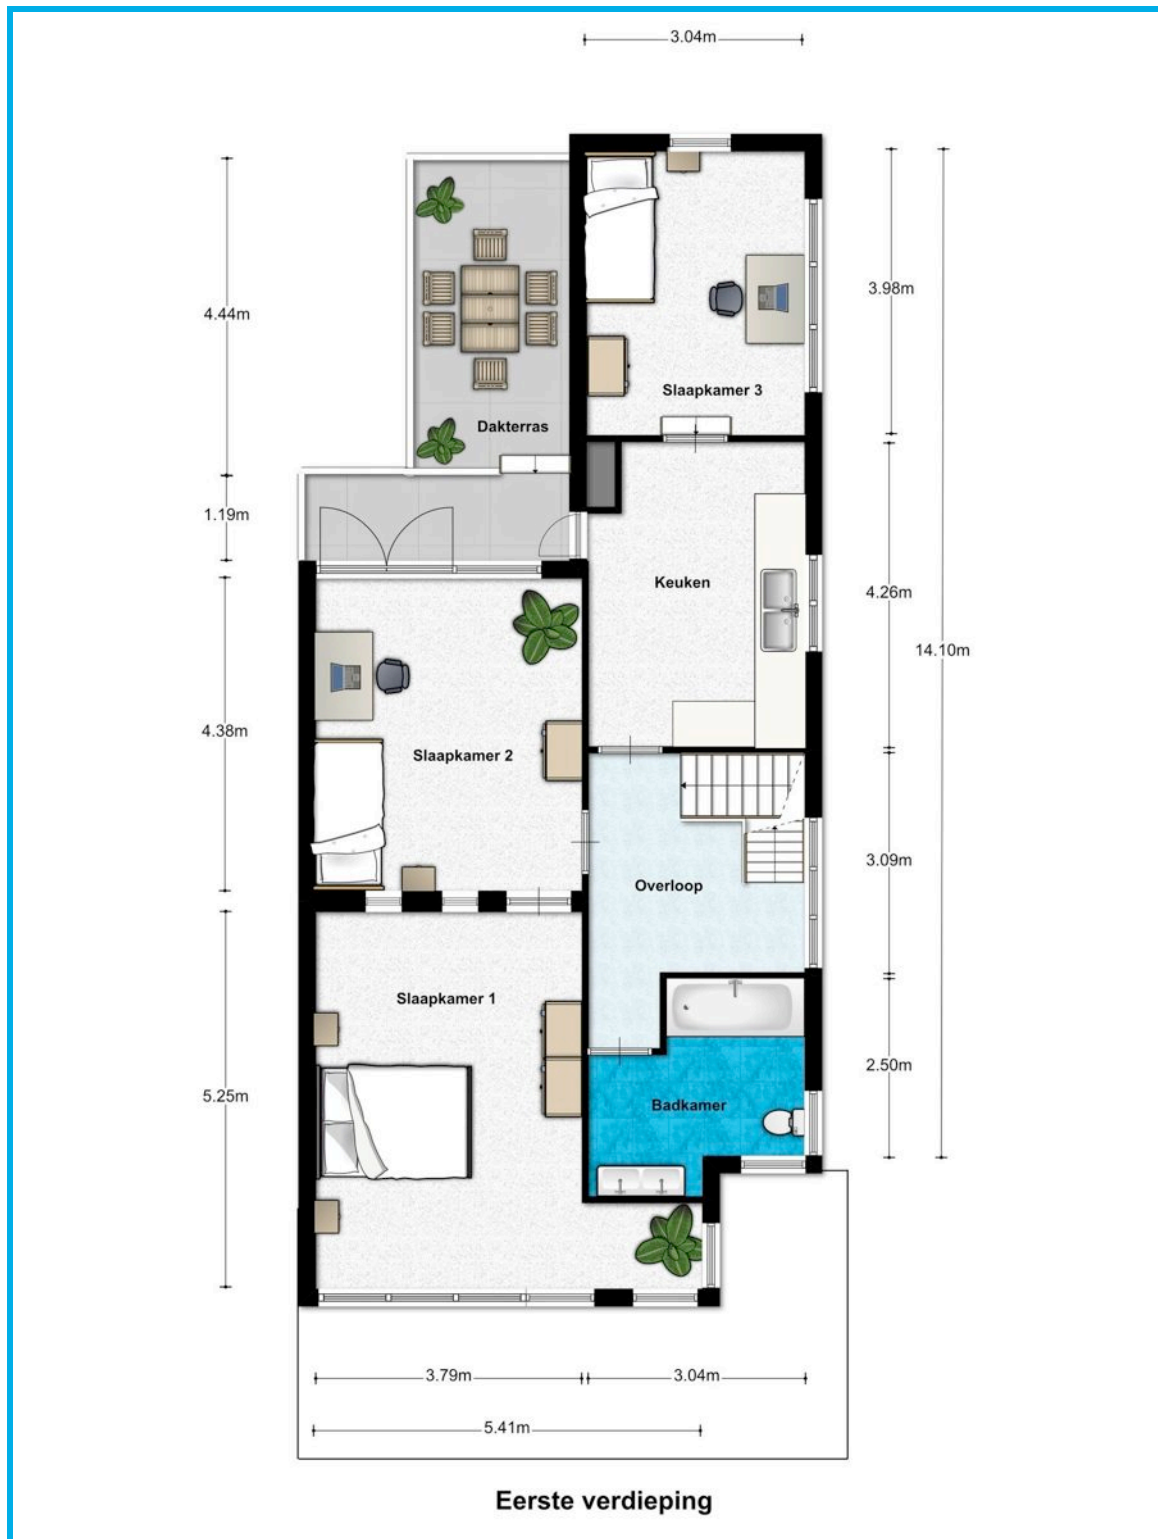 3.04m
3.98m
4.44m
Slaapkamer 3
Dakterras
1.19m
Keuken
4.26m
14.10m
4.38m
Slaapkamer 2
3.09m
Overloop
Slaapkamer 1
2.50m
5.25m
Badkamer
3.79m
3.04m
5.41m
Eerste verdieping